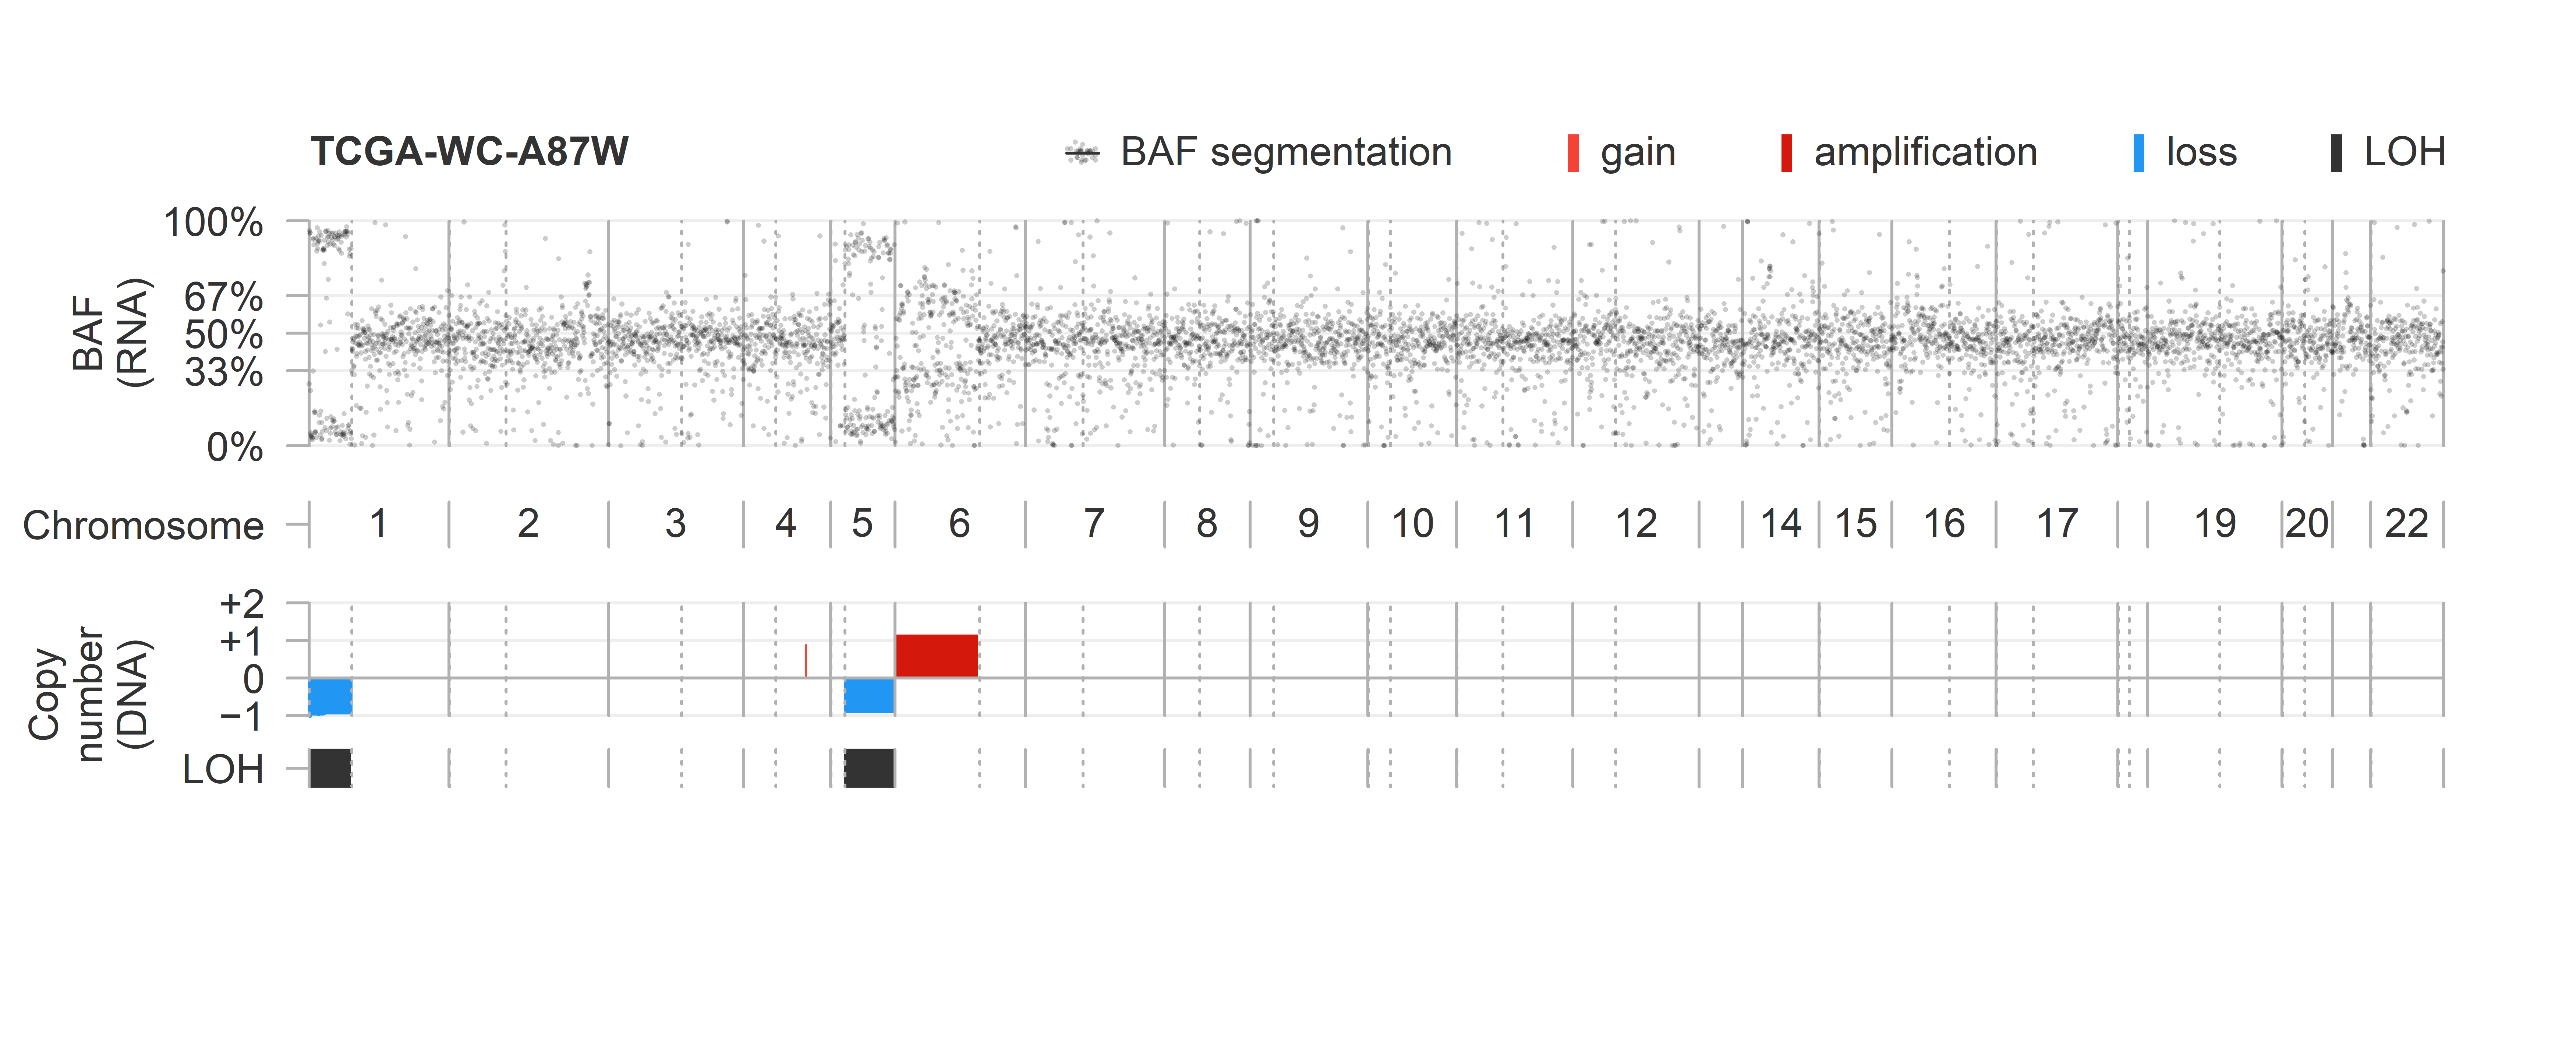 TCGA-WC-A87W
BAF segmentation gain amplification loss LOH
BAF
(RNA)
100%
67%
50%
33%
0%
Chromosome 1 2 3 4 5 6 7 8 9 10 11 12 14 15 16 17 19 20 22
Copy
number
(DNA)
+2
+1
0
−1
LOH